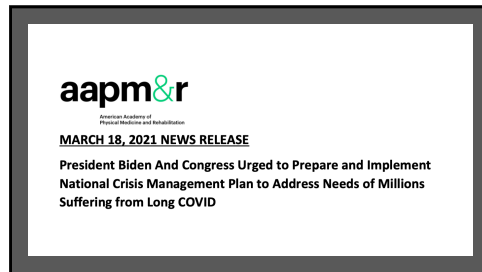 aapm&r
American Academy of
Physical Medicine and Rehabilitation
MARCH 18, 2021 NEWS RELEASE
President Biden And Congress Urged to Prepare and Implement
National Crisis Management Plan to Address Needs of Millions
Suffering from Long COVID